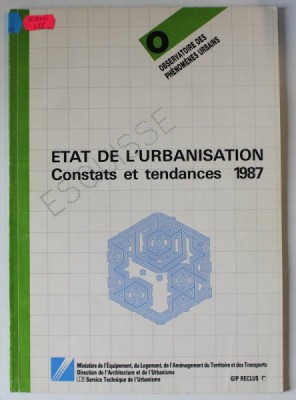 O
OBSERVATOIRE DES
PHÉNOMÈNES URBAINS
ETAT DE L'URBANISATION
Constats et tendances 1987
ESQUISSE
Ministère de l'Équipement, du Logement, de l'Aménagement du Territoire et des Transports
Direction de l'Architecture et de l'Urbanisme
Service Technique de l'Urbanisme
GIP RECLUS